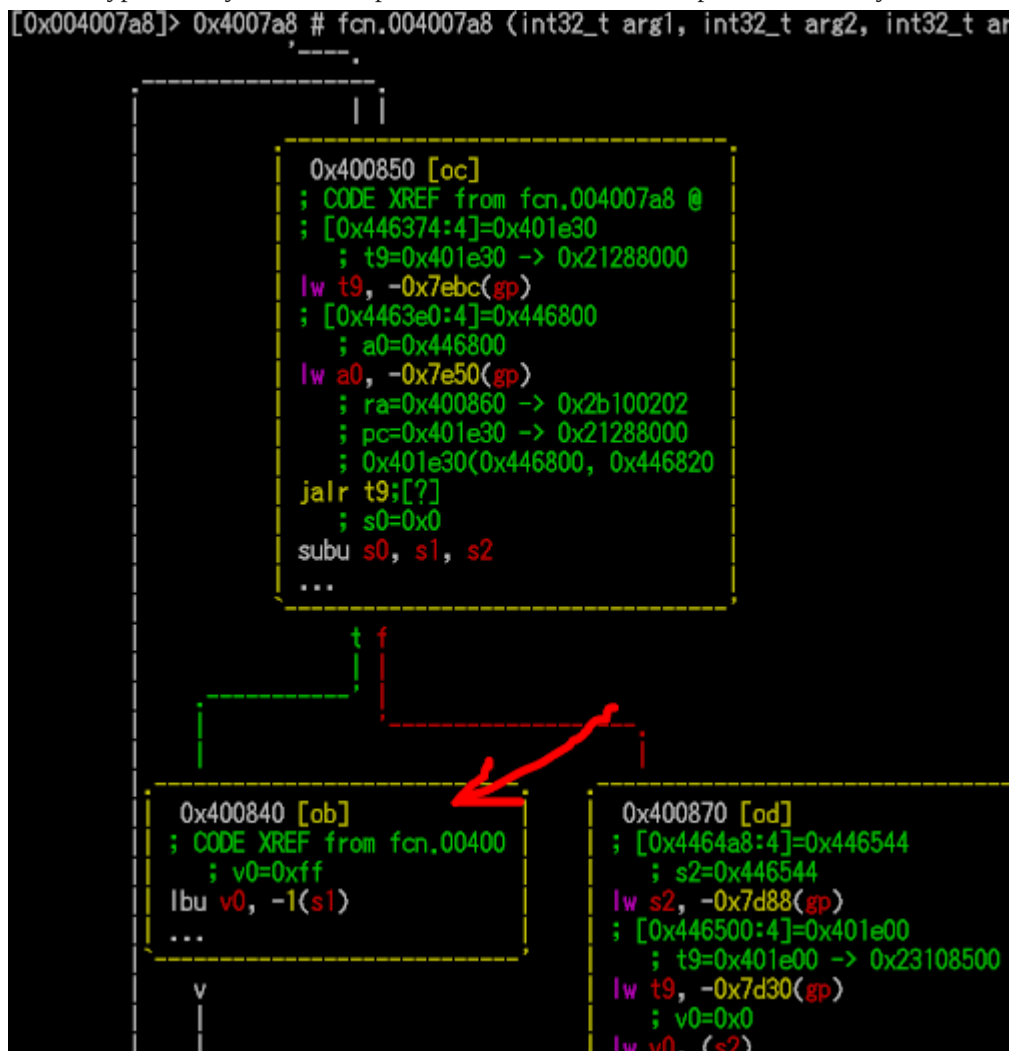 [0x004007a8]> 0x4007a8 # fcn.004007a8 (int32_t arg1, int32_t arg2, int32_t ar
0x400850 [oc]
; CODE XREF from fcn.004007a8 @
; [0x446374:4]=0x401e30
; t9=0x401e30 -> 0x21288000
lw t9, -0x7ebc(gp)
; [0x4463e0:4]=0x446800
; a0=0x446800
lw a0, -0x7e50(gp)
; ra=0x400860 -> 0x2b100202
; pc=0x401e30 -> 0x21288000
; 0x401e30(0x446800, 0x446820
jalr t9;[?]
; s0=0x0
subu s0, s1, s2
...
t f
0x400840 [ob]
; CODE XREF from fcn.00400
; v0=0xff
lbu v0, -1(s1)
...
v
0x400870 [od]
; [0x4464a8:4]=0x446544
; s2=0x446544
lw s2, -0x7d88(gp)
; [0x446500:4]=0x401e00
; t9=0x401e00 -> 0x23108500
lw t9, -0x7d30(gp)
; v0=0x0
lw v0, (s2)